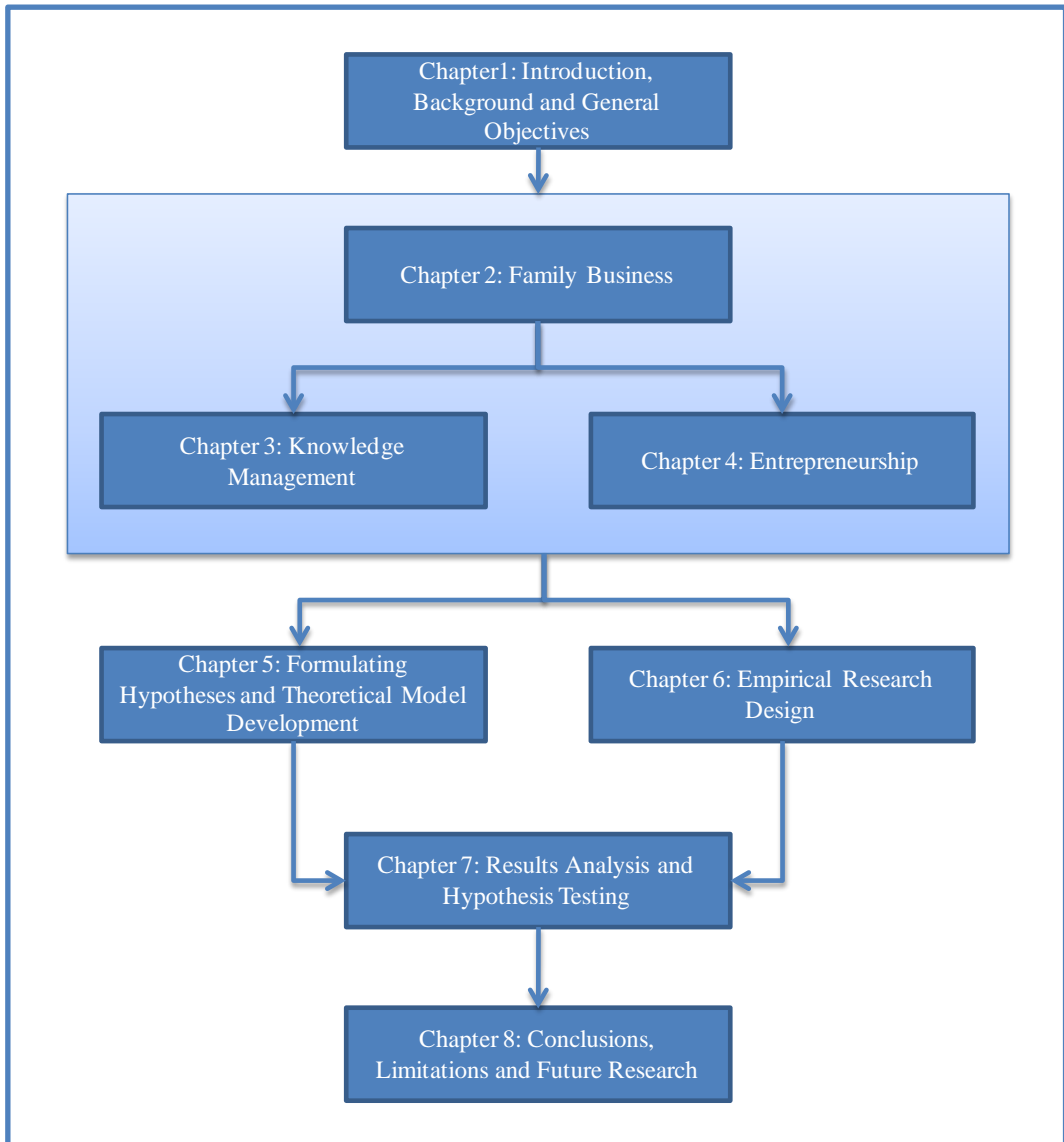 Chapter1: Introduction,
Background and General
Objectives
Chapter 2: Family Business
Chapter 3: Knowledge
Management
Chapter 4: Entrepreneurship
Chapter 5: Formulating
Hypotheses and Theoretical Model
Development
Chapter 6: Empirical Research
Design
Chapter 7: Results Analysis and
Hypothesis Testing
Chapter 8: Conclusions,
Limitations and Future Research